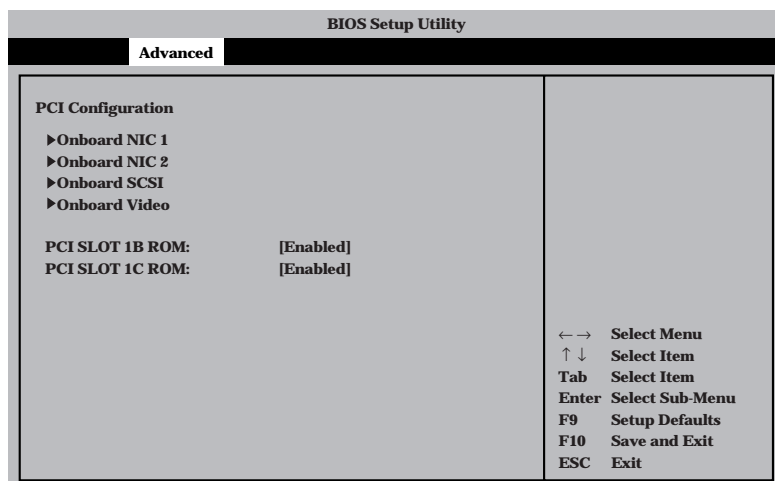 BIOS Setup Utility
Advanced
PCI Configuration
▶Onboard NIC 1
▶Onboard NIC 2
▶Onboard SCSI
▶Onboard Video
PCI SLOT 1B ROM: [Enabled]
PCI SLOT 1C ROM: [Enabled]
←→ Select Menu
↑↓ Select Item
Tab Select Item
Enter Select Sub-Menu
F9 Setup Defaults
F10 Save and Exit
ESC Exit